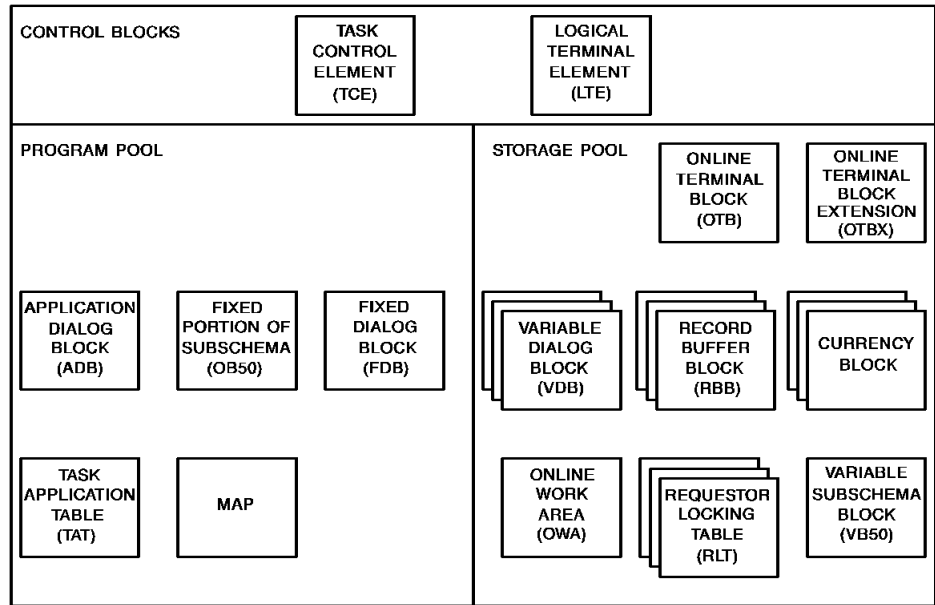 CONTROL BLOCKS
TASK
CONTROL
ELEMENT
(TCE)
LOGICAL
TERMINAL
ELEMENT
(LTE)
PROGRAM POOL
APPLICATION
DIALOG
BLOCK
(ADB)
FIXED
PORTION OF
SUBSCHEMA
(OB50)
FIXED
DIALOG
BLOCK
(FDB)
TASK
APPLICATION
TABLE
(TAT)
MAP
STORAGE POOL
ONLINE
TERMINAL
BLOCK
(OTB)
ONLINE
TERMINAL
BLOCK
EXTENSION
(OTBX)
VARIABLE
DIALOG
BLOCK
(VDB)
RECORD
BUFFER
BLOCK
(RBB)
CURRENCY
BLOCK
ONLINE
WORK
AREA
(OWA)
REQUESTOR
LOCKING
TABLE
(RLT)
VARIABLE
SUBSCHEMA
BLOCK
(VB50)